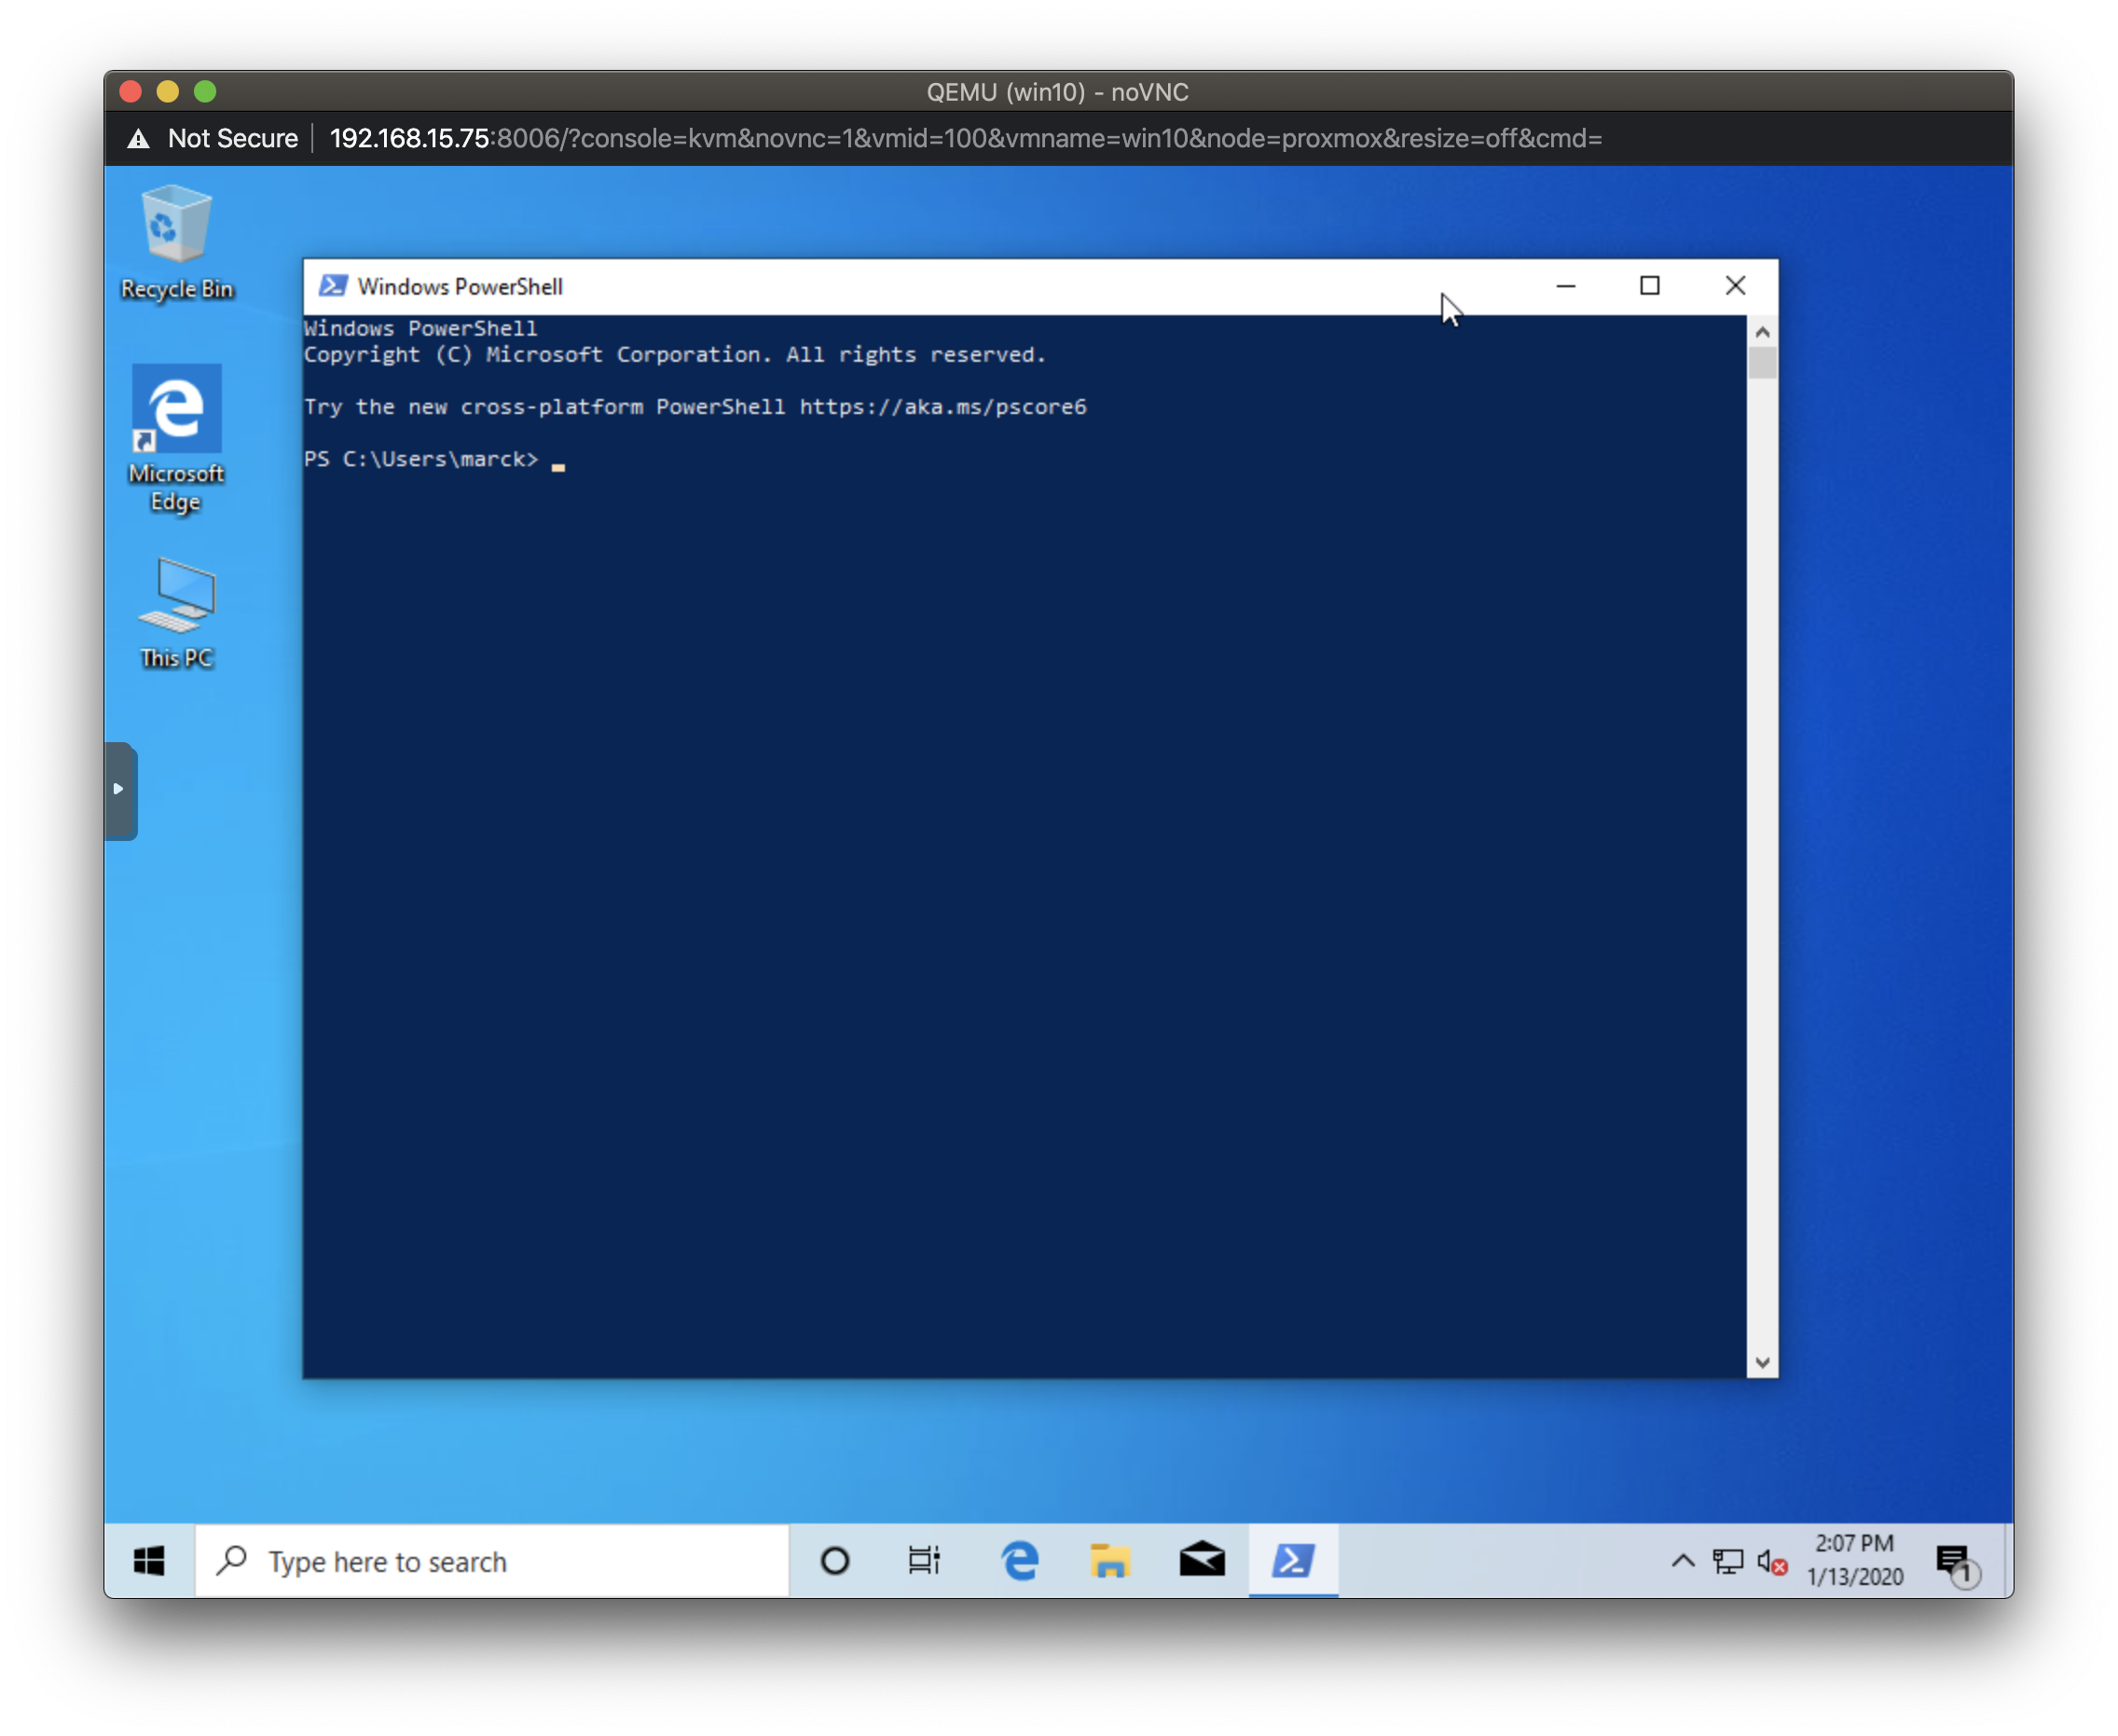 QEMU (win10) - noVNC
Not Secure 192.168.15.75:8006/?console=kvm&novnc=1&vmid=100&vmname=win10&node=proxmox&resize=off&cmd=
Recycle Bin
Microsoft
Edge
This PC
Windows PowerShell
Windows PowerShell
Copyright (C) Microsoft Corporation. All rights reserved.
Try the new cross-platform PowerShell https://aka.ms/pscore6
PS C:\Users\marck>
Type here to search
2:07 PM
1/13/2020
1